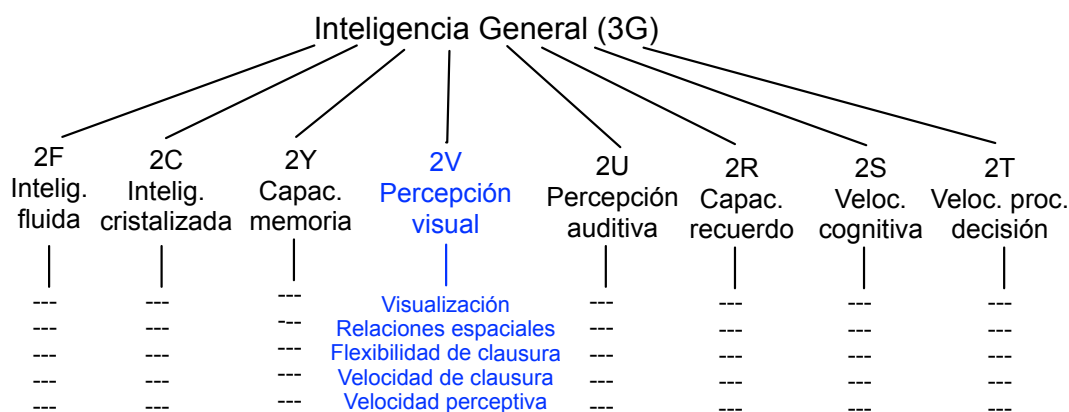 Inteligencia General (3G)
2F
Intelig.
fluida
2C
Intelig.
cristalizada
2Y
Capac.
memoria
2V
Percepción
visual
2U
Percepción
auditiva
2R
Capac.
recuerdo
2S
Veloc.
cognitiva
2T
Veloc. proc.
decisión
--- --- --- Visualización --- --- --- ---
--- --- --- Relaciones espaciales --- --- --- ---
--- --- --- Flexibilidad de clausura --- --- --- ---
--- --- --- Velocidad de clausura --- --- --- ---
--- --- --- Velocidad perceptiva --- --- --- ---